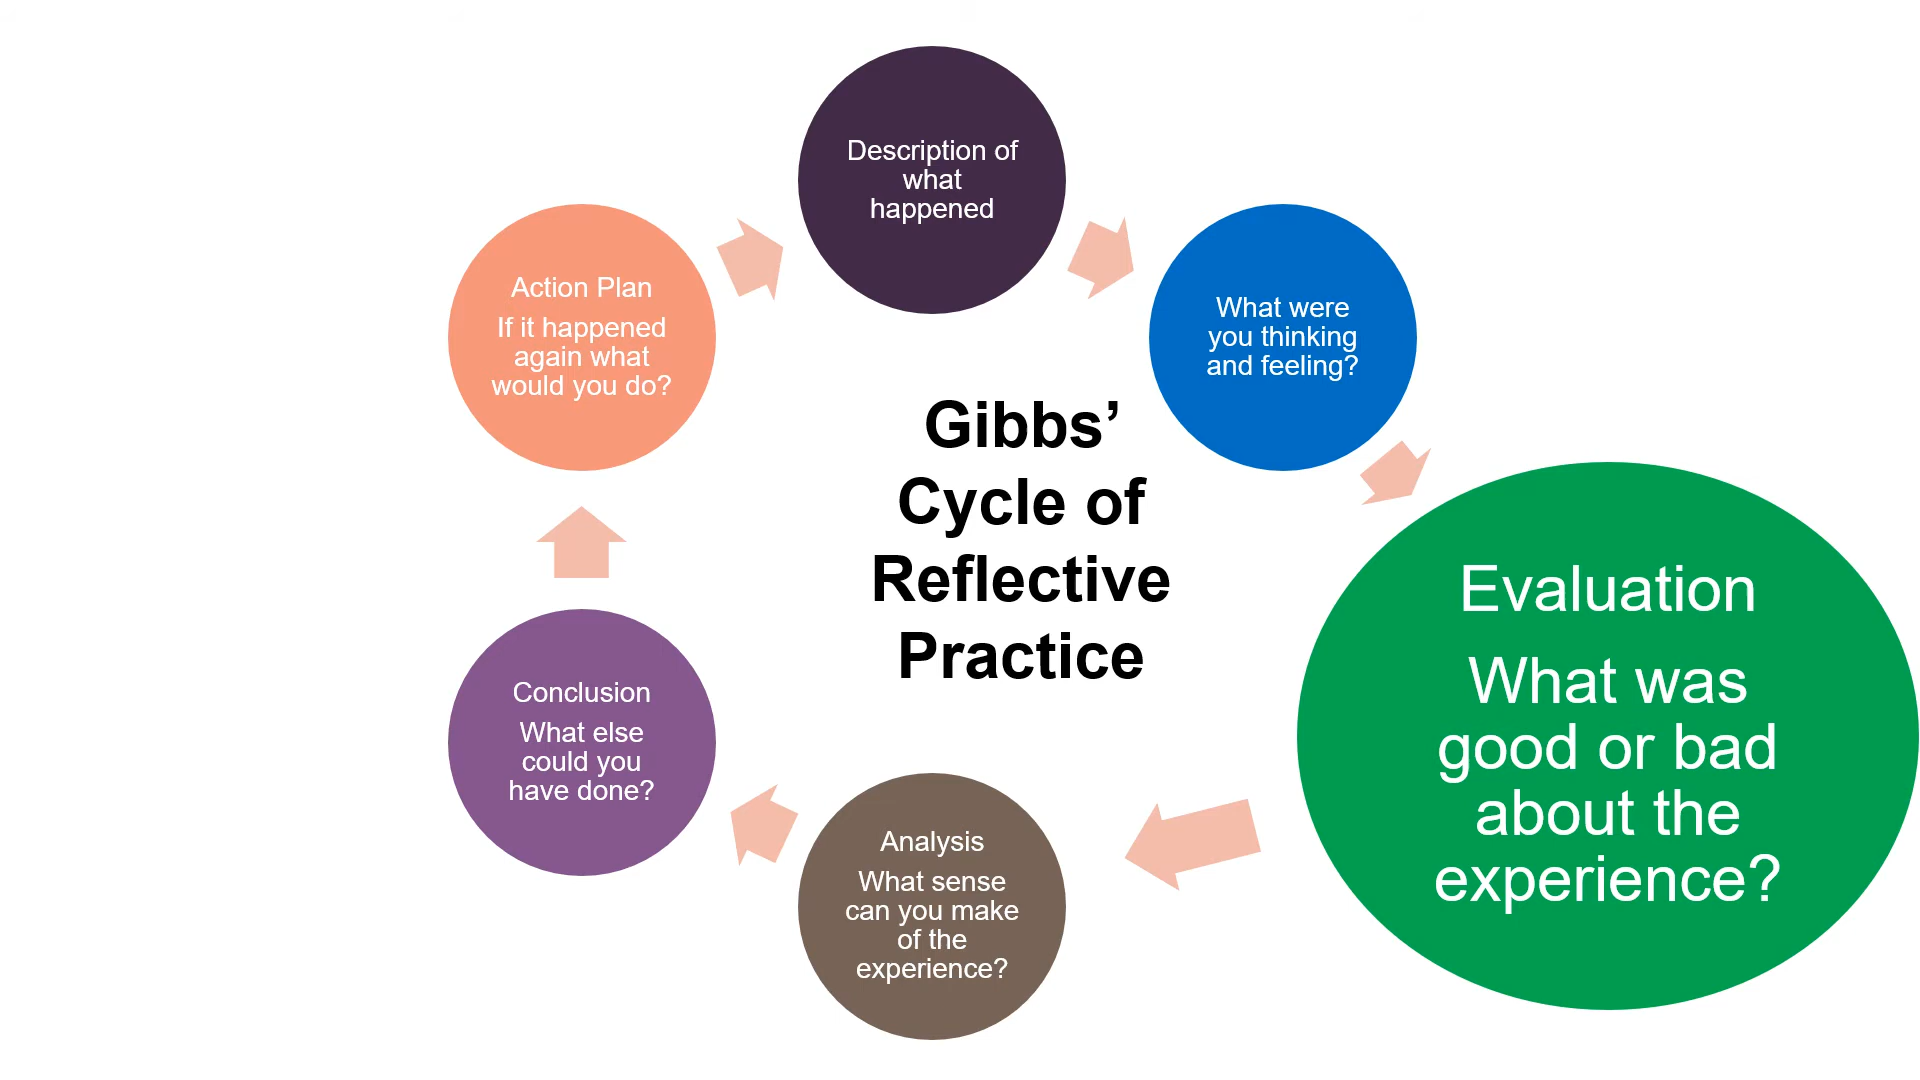 Description of
what
happened
What were
you thinking
and feeling?
Evaluation
What was
good or bad
about the
experience?
Analysis
What sense
can you make
of the
experience?
Conclusion
What else
could you
have done?
Action Plan
If it happened
again what
would you do?
Gibbs’
Cycle of
Reflective
Practice